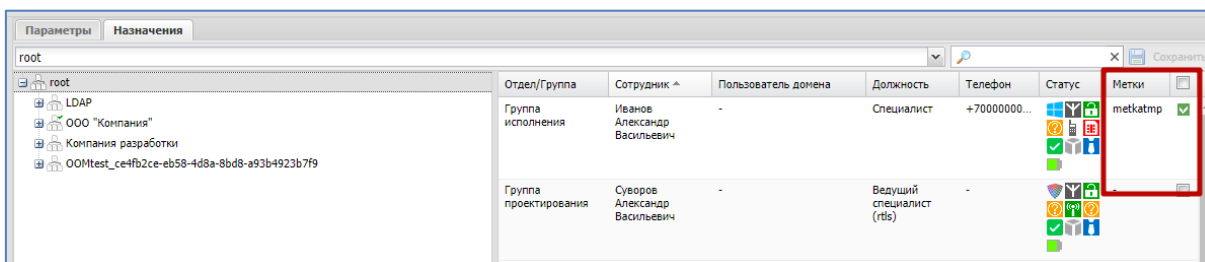 Параметры Назначения
root Сохранить
root
LDAP
ООО "Компания"
Компания разработки
OOMtest_ce4fb2ce-eb58-4d8a-8bd8-a93b4923b7f9
Отдел/Группа Сотрудник Пользователь домена Должность Телефон Статус Метки
Группа исполнения Иванов Александр Васильевич - Специалист +70000000... metkatmp
Группа проектирования Суворов Александр Васильевич - Ведущий специалист (rtls) - -